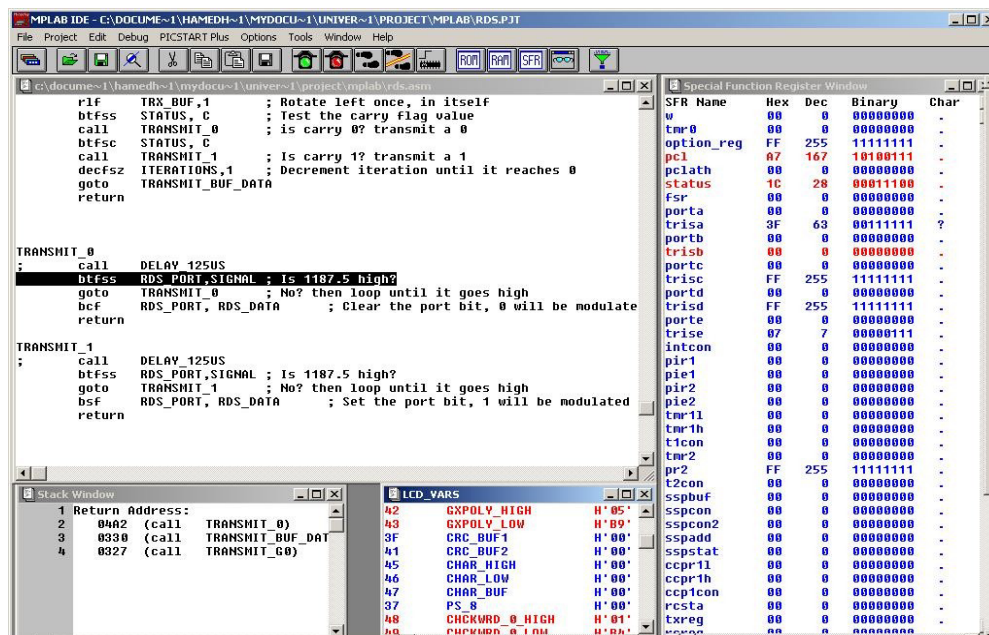 MPLAB IDE - C:\DOCUME~1\HAMEDH~1\MYDOCU~1\UNIVER~1\PROJECT\MPLAB\RDS.PJT
File Project Edit Debug PICSTART Plus Options Tools Window Help
ROM RAM SFR
c:\docume~1\hamedh~1\mydocu~1\univer~1\project\mplab\rds.asm
rlf TRX_BUF,1 ; Rotate left once, in itself
btfss STATUS, C ; Test the carry flag value
call TRANSMIT_0 ; is carry 0? transmit a 0
btfsc STATUS, C
call TRANSMIT_1 ; Is carry 1? transmit a 1
decfsz ITERATIONS,1 ; Decrement iteration until it reaches 0
goto TRANSMIT_BUF_DATA
return
TRANSMIT_0
; call DELAY_125US
btfss RDS_PORT,SIGNAL ; Is 1187.5 high?
goto TRANSMIT_0 ; No? then loop until it goes high
bcf RDS_PORT, RDS_DATA ; Clear the port bit, 0 will be modulate
return
TRANSMIT_1
; call DELAY_125US
btfss RDS_PORT,SIGNAL ; Is 1187.5 high?
goto TRANSMIT_1 ; No? then loop until it goes high
bsf RDS_PORT, RDS_DATA ; Set the port bit, 1 will be modulated
return
Special Function Register Window
SFR Name Hex Dec Binary Char
w 00 0 00000000 .
tmr0 00 0 00000000 .
option_reg FF 255 11111111 .
pcl A7 167 10100111 .
pclath 00 0 00000000 .
status 1C 28 00011100 .
fsr 00 0 00000000 .
porta 00 0 00000000 .
trisa 3F 63 00111111 ?
portb 00 0 00000000 .
trisb 00 0 00000000 .
portc 00 0 00000000 .
trisc FF 255 11111111 .
portd 00 0 00000000 .
trisd FF 255 11111111 .
porte 00 0 00000000 .
trise 07 7 00000111 .
intcon 00 0 00000000 .
pir1 00 0 00000000 .
pie1 00 0 00000000 .
pir2 00 0 00000000 .
pie2 00 0 00000000 .
tmr1l 00 0 00000000 .
tmr1h 00 0 00000000 .
t1con 00 0 00000000 .
tmr2 00 0 00000000 .
pr2 FF 255 11111111 .
t2con 00 0 00000000 .
sspbuf 00 0 00000000 .
sspcon 00 0 00000000 .
sspcon2 00 0 00000000 .
sspadd 00 0 00000000 .
sspstat 00 0 00000000 .
ccpr1l 00 0 00000000 .
ccpr1h 00 0 00000000 .
ccp1con 00 0 00000000 .
rcsta 00 0 00000000 .
txreg 00 0 00000000 .
Stack Window
1 Return Address:
2 04A2 (call TRANSMIT_0)
3 0330 (call TRANSMIT_BUF_DAT
4 0327 (call TRANSMIT_G0)
LCD_VARS
42 GXPOLY_HIGH H'05'
43 GXPOLY_LOW H'B9'
3F CRC_BUF1 H'00'
41 CRC_BUF2 H'00'
45 CHAR_HIGH H'00'
46 CHAR_LOW H'00'
47 CHAR_BUF H'00'
37 PS_8 H'00'
48 CHCKWRD_0_HIGH H'01'
49 CHCKWRD_0_LOW